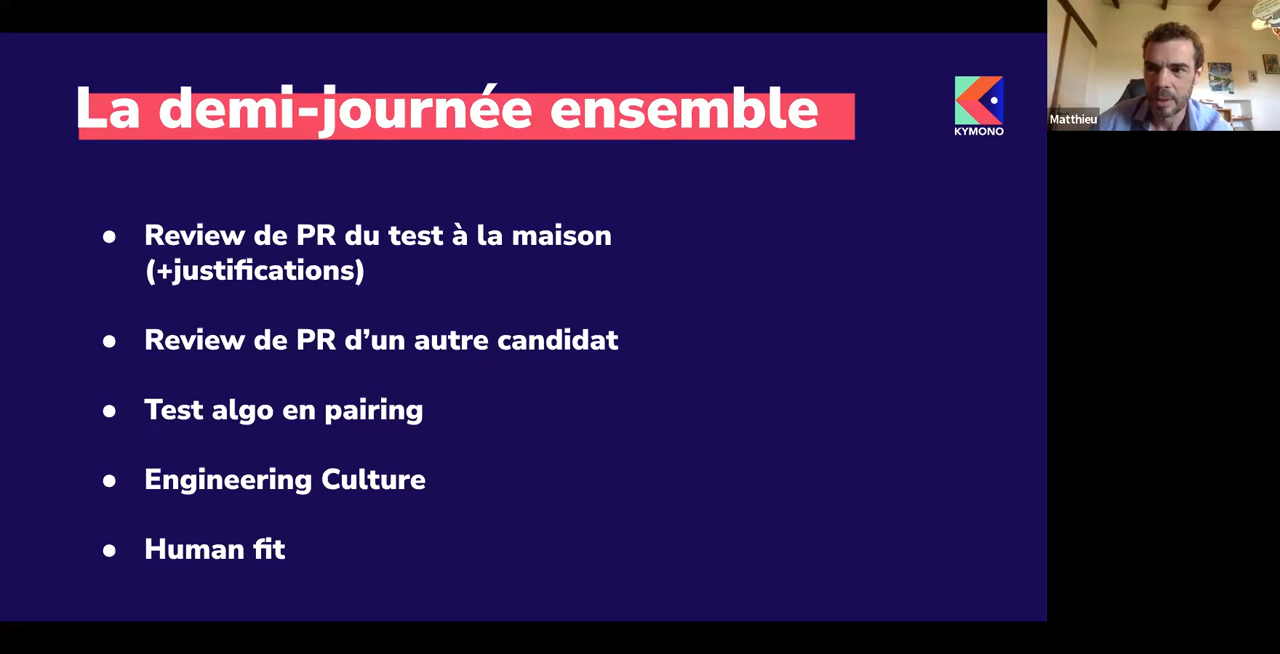 La demi-journée ensemble
KYMONO
Matthieu
● Review de PR du test à la maison
(+justifications)
● Review de PR d’un autre candidat
● Test algo en pairing
● Engineering Culture
● Human fit